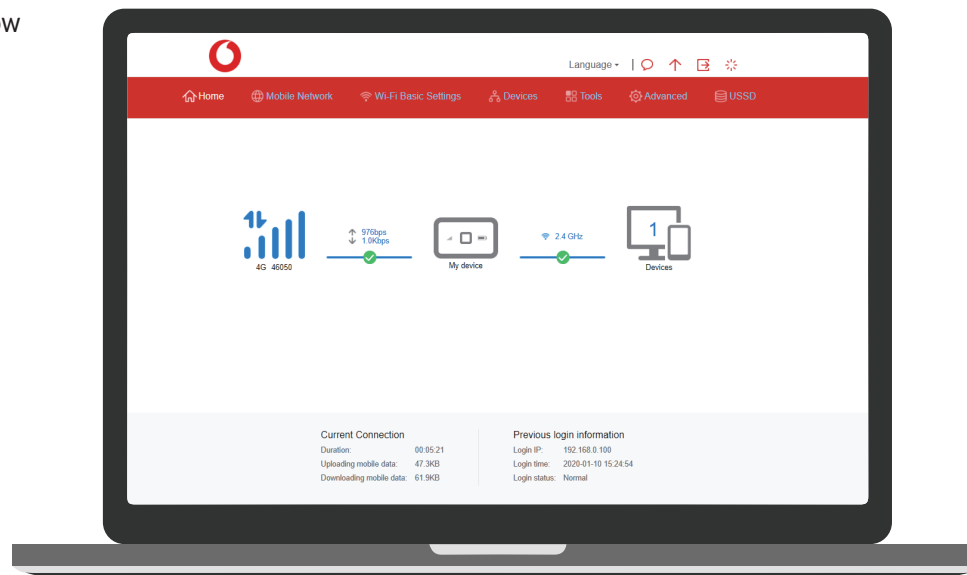 ow
Language
Home Mobile Network Wi-Fi Basic Settings Devices Tools Advanced USSD
976bps
1.0Kbps
2.4 GHz
1
4G 46050
My device
Devices
Current Connection
Duration: 00:05:21
Uploading mobile data: 47.3KB
Downloading mobile data: 61.9KB
Previous login information
Login IP: 192.168.0.100
Login time: 2020-01-10 15:24:54
Login status: Normal